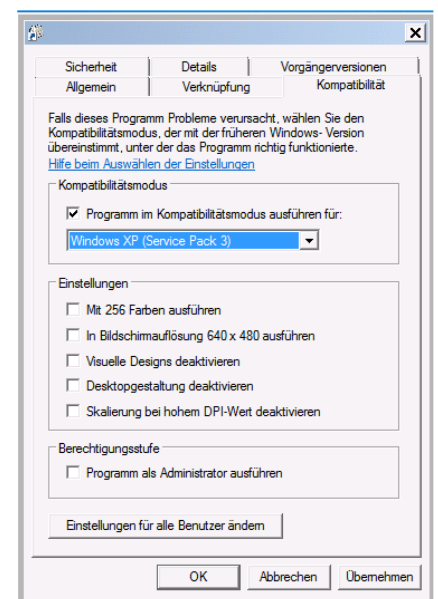 Sicherheit Details Vorgängerversionen
Allgemein Verknüpfung Kompatibilität
Falls dieses Programm Probleme verursacht, wählen Sie den
Kompatibilitätsmodus, der mit der früheren Windows- Version
übereinstimmt, unter der das Programm richtig funktionierte.
Hilfe beim Auswählen der Einstellungen
Kompatibilitätsmodus
Programm im Kompatibilitätsmodus ausführen für:
Windows XP (Service Pack 3)
Einstellungen
Mit 256 Farben ausführen
In Bildschirmauflösung 640 x 480 ausführen
Visuelle Designs deaktivieren
Desktopgestaltung deaktivieren
Skalierung bei hohem DPI-Wert deaktivieren
Berechtigungsstufe
Programm als Administrator ausführen
Einstellungen für alle Benutzer ändern
OK Abbrechen Übernehmen